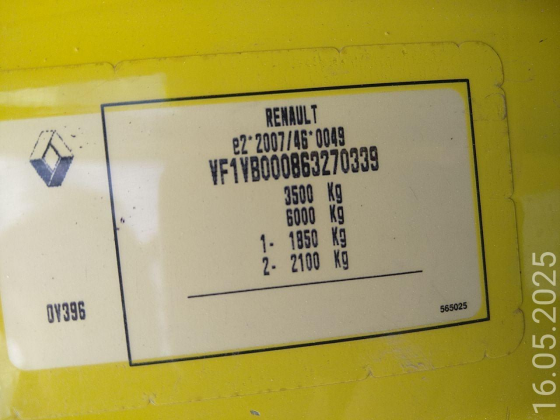 RENAULT
e2*2007/46*0049
VF1VB000863270339
3500 Kg
6000 Kg
1- 1850 Kg
2- 2100 Kg
0V396
565025
16.05.2025